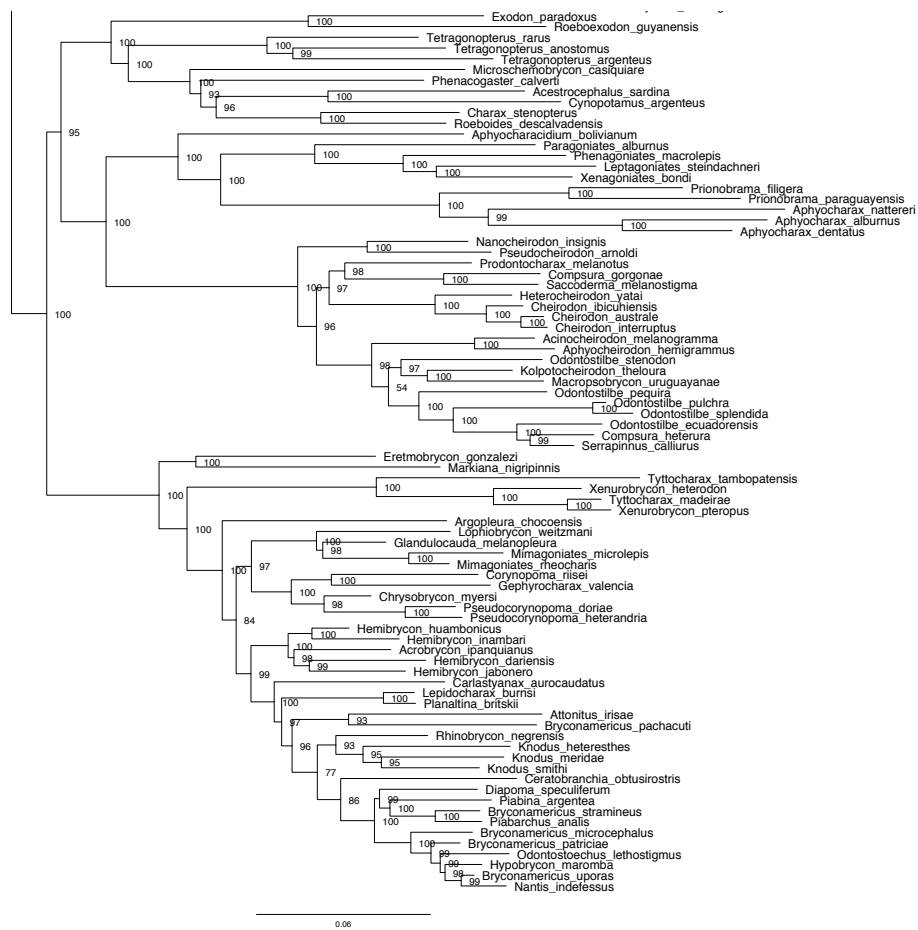 Exodon_paradoxus
Roeboexodon_guyanensis
100
Tetragonopterus_rarus
100
Tetragonopterus_anostomus
99
Tetragonopterus_argenteus
100
Microschemobrycon_casiquiare
100
Phenacogaster_calverti
93
Acestrocephalus_sardina
100
Cynopotamus_argenteus
96
Charax_stenopterus
100
Roeboides_descalvadensis
95
Aphyocharacidium_bolivianum
100
Paragoniates_alburnus
100
Phenagoniates_macrolepis
100
Leptagoniates_steindachneri
100
Xenagoniates_bondi
100
Prionobrama_filigera
100
Prionobrama_paraguayensis
100
Aphyocharax_nattereri
99
Aphyocharax_alburnus
100
Aphyocharax_dentatus
100
Nanocheirodon_insignis
100
Pseudocheirodon_arnoldi
Prodontocharax_melanotus
98
Compsura_gorgonae
100
Saccoderma_melanostigma
100
97
Heterocheirodon_yatai
100
Cheirodon_ibicuhiensis
100
Cheirodon_australe
100
Cheirodon_interruptus
96
100
Acinocheirodon_melanogramma
100
Aphyocheirodon_hemigrammus
Odontostilbe_stenodon
98
97
Kolpotocheirodon_theloura
100
Macropsobrycon_uruguayanae
54
Odontostilbe_pequira
100
Odontostilbe_pulchra
100
Odontostilbe_splendida
100
Odontostilbe_ecuadorensis
100
Compsura_heterura
99
Serrapinnus_calliurus
Eretmobrycon_gonzalezi
100
Markiana_nigripinnis
Tyttocharax_tambopatensis
100
Xenurobrycon_heterodon
100
100
Tyttocharax_madeirae
100
Xenurobrycon_pteropus
Argopleura_chocoensis
100
Lophiobrycon_weitzmani
100
Glandulocauda_melanopleura
98
Mimagoniates_microlepis
100
Mimagoniates_rheocharis
100
97
Corynopoma_riisei
100
Gephyrocharax_valencia
100
Chrysobrycon_myersi
98
Pseudocorynopoma_doriae
100
Pseudocorynopoma_heterandria
84
Hemibrycon_huambonicus
100
Hemibrycon_inambari
100
Acrobrycon_ipanquianus
98
Hemibrycon_dariensis
99
Hemibrycon_jabonero
99
Carlastyanax_aurocaudatus
Lepidocharax_burnsi
100
100
Planaltina_britskii
Attonitus_irisae
97
93
Bryconamericus_pachacuti
Rhinobrycon_negrensis
96
93
Knodus_heteresthes
95
Knodus_meridae
95
Knodus_smithi
77
Ceratobranchia_obtusirostris
Diapoma_speculiferum
86
99
Piabina_argentea
100
Bryconamericus_stramineus
100
Piabarchus_analis
100
Bryconamericus_microcephalus
100
Bryconamericus_patriciae
99
Odontostoechus_lethostigmus
99
Hypobrycon_maromba
98
Bryconamericus_uporas
99
Nantis_indefessus
0.06